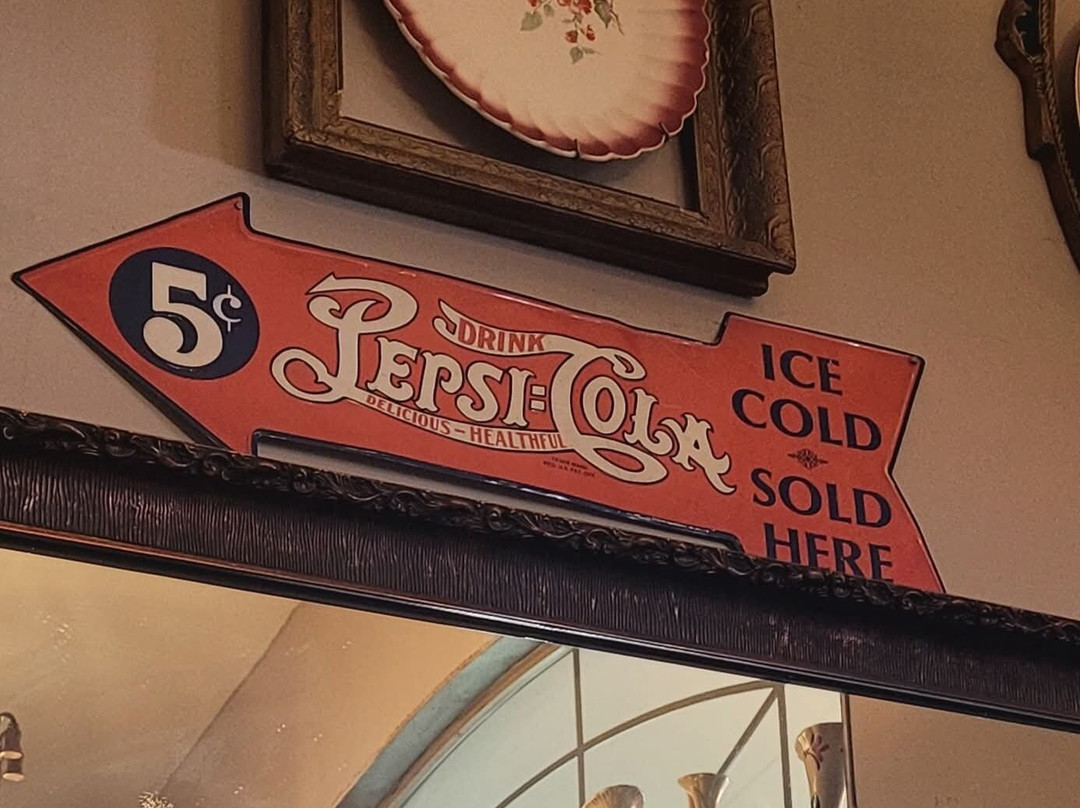 5¢
DRINK
PEPSI:COLA
DELICIOUS-HEALTHFUL
ICE
COLD
SOLD
HERE